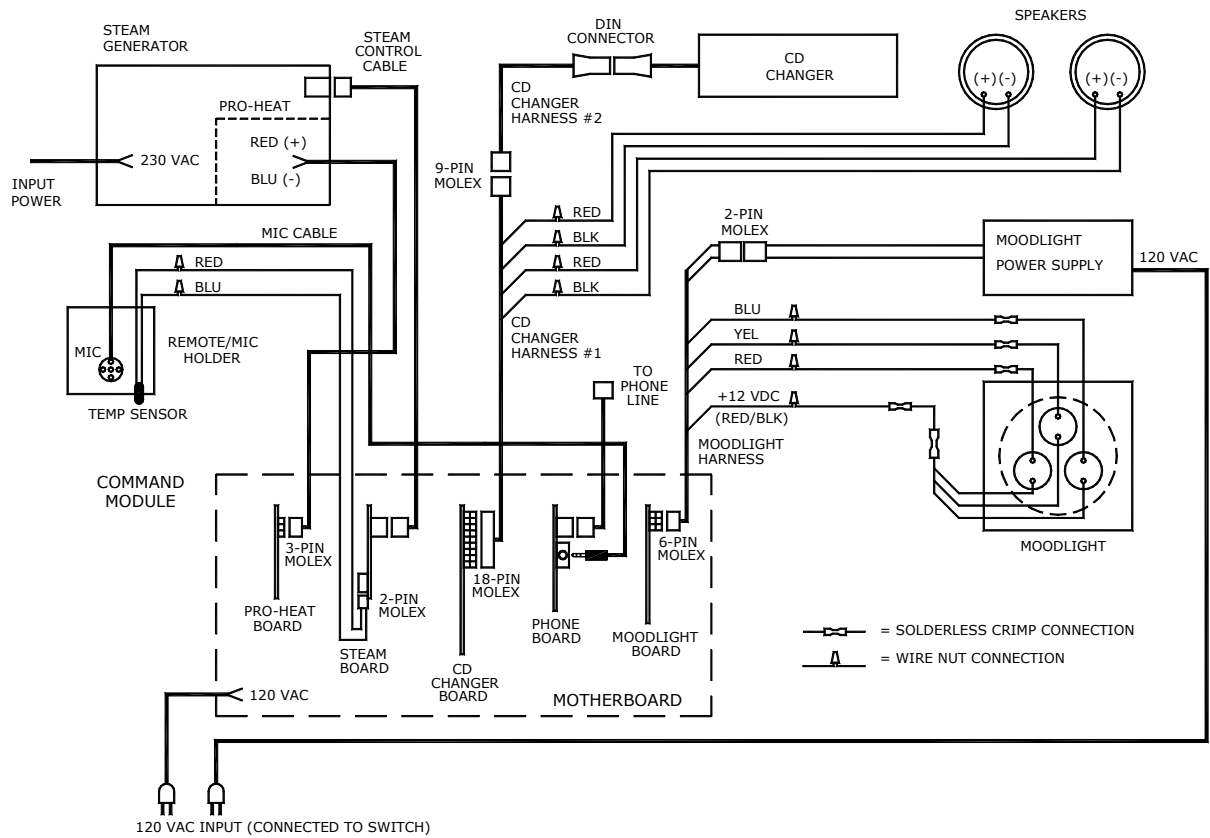 STEAM
GENERATOR
STEAM
CONTROL
CABLE
DIN
CONNECTOR
SPEAKERS
CD
CHANGER
(+)(-)
(+)(-)
PRO-HEAT
CD
CHANGER
HARNESS #2
RED (+)
230 VAC
BLU (-)
INPUT
POWER
9-PIN
MOLEX
MIC CABLE
RED
BLK
RED
BLK
2-PIN
MOLEX
MOODLIGHT
POWER SUPPLY
120 VAC
RED
BLU
MIC
REMOTE/MIC
HOLDER
TEMP SENSOR
CD
CHANGER
HARNESS #1
TO
PHONE
LINE
BLU
YEL
RED
+12 VDC
(RED/BLK)
MOODLIGHT
HARNESS
COMMAND
MODULE
3-PIN
MOLEX
2-PIN
MOLEX
18-PIN
MOLEX
6-PIN
MOLEX
MOODLIGHT
PRO-HEAT
BOARD
STEAM
BOARD
CD
CHANGER
BOARD
PHONE
BOARD
MOODLIGHT
BOARD
= SOLDERLESS CRIMP CONNECTION
= WIRE NUT CONNECTION
120 VAC
MOTHERBOARD
120 VAC INPUT (CONNECTED TO SWITCH)